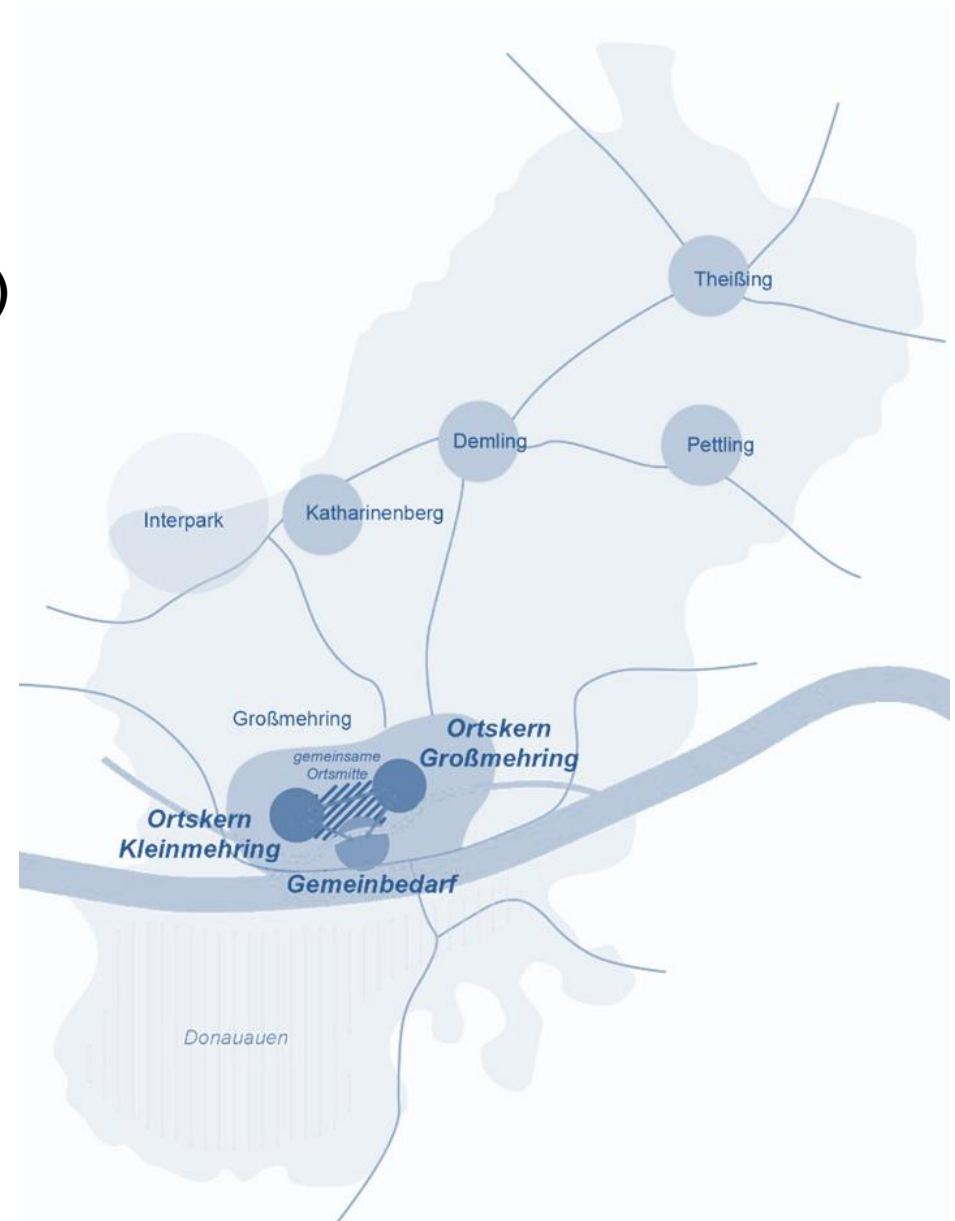 )
Theißing
Demling
Pettling
Interpark
Katharinenberg
Großmehring
Ortskern
Großmehring
gemeinsame
Ortsmitte
Ortskern
Kleinmehring
Gemeinbedarf
Donauauen